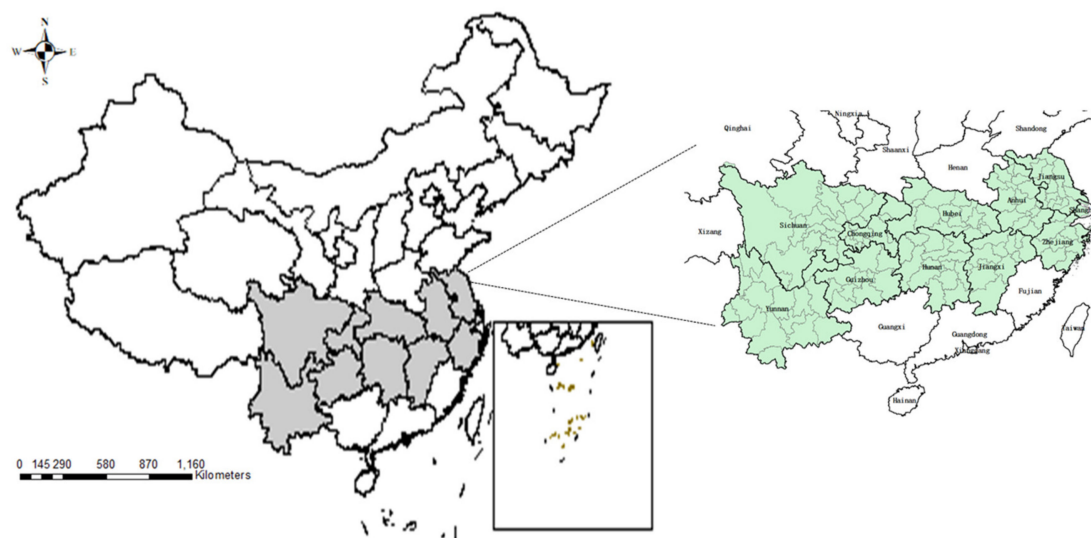 N
W E
S
0 145 290 580 870 1,160
Kilometers
Ningxia
Qinghai
Shandong
Shaanxi
Henan
Jiangsu
Anhui
Hubei
Shangh
Sichuan
Chongqing
Zhejiang
Xizang
Hunan
Jiangxi
Guizhou
Fujian
Yunnan
Guangxi
Guangdong
Taiwan
Hainan